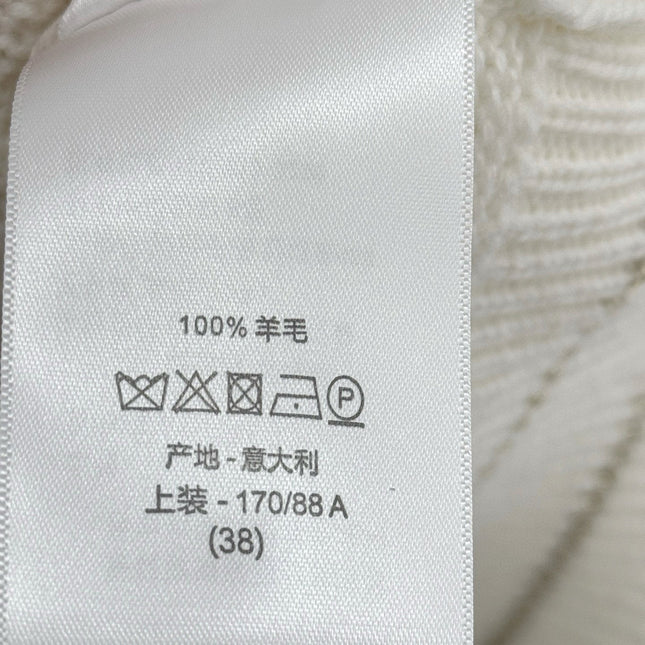 100% 羊毛
P
产地 - 意大利
上装 - 170/88 A
(38)